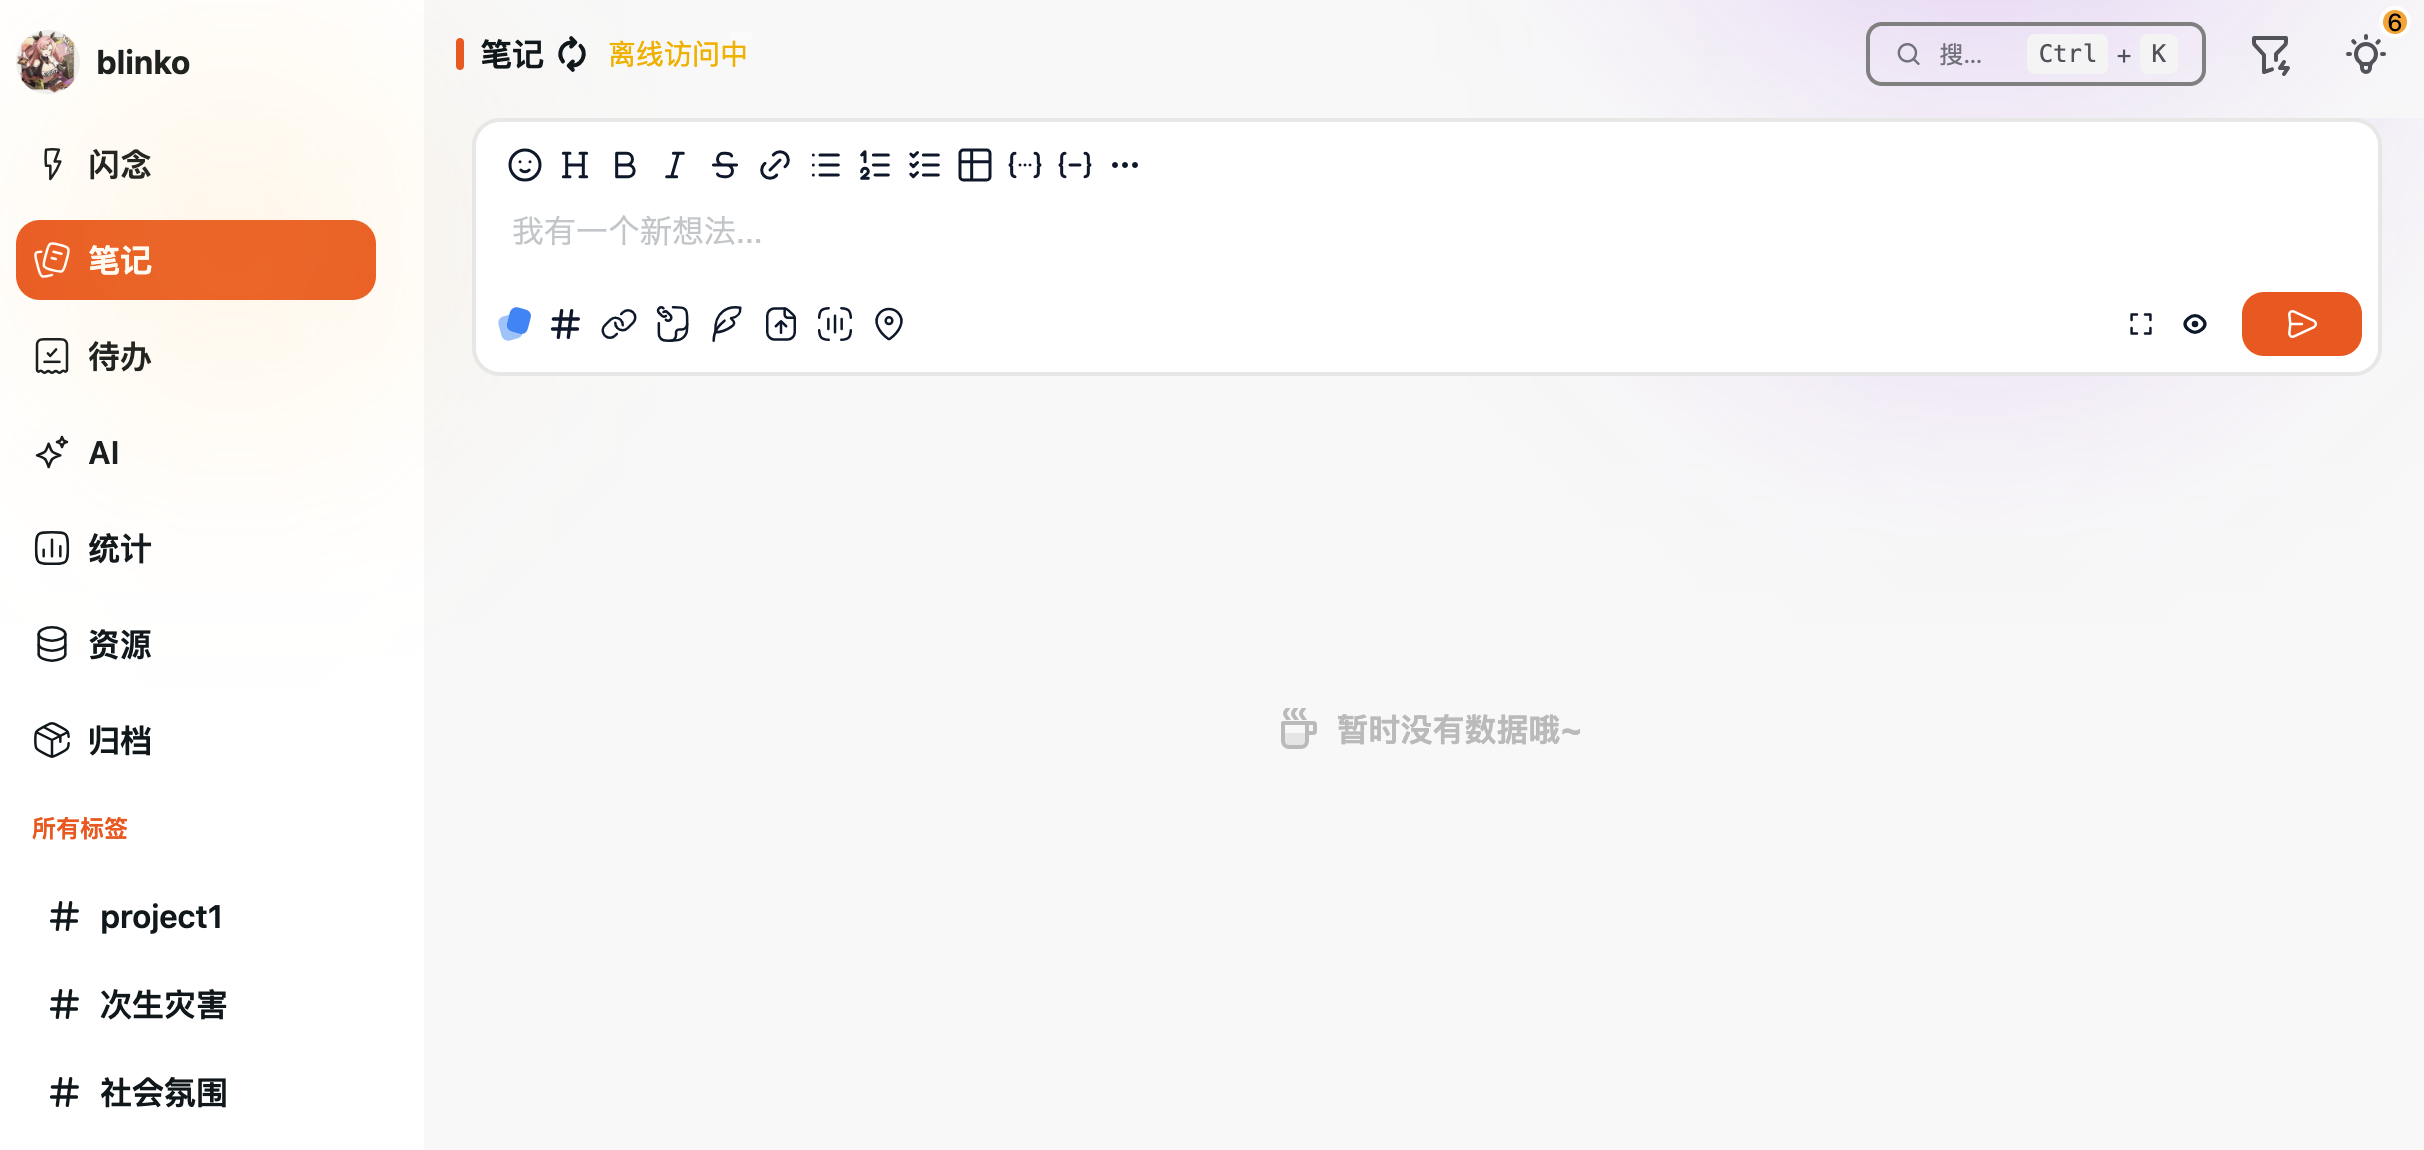 blinko
闪念
笔记
待办
AI
统计
资源
归档
所有标签
# project1
# 次生灾害
# 社会氛围
笔记 离线访问中
搜... Ctrl + K
6
我有一个新想法...
暂时没有数据哦~